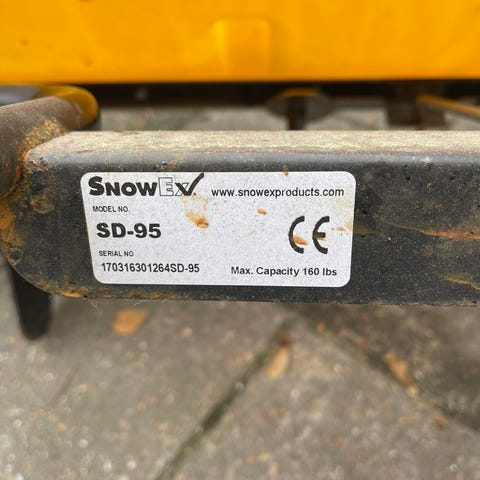 SNOWEX www.snowexproducts.com
MODEL NO.
SD-95
CE
SERIAL NO
170316301264SD-95
Max. Capacity 160 lbs